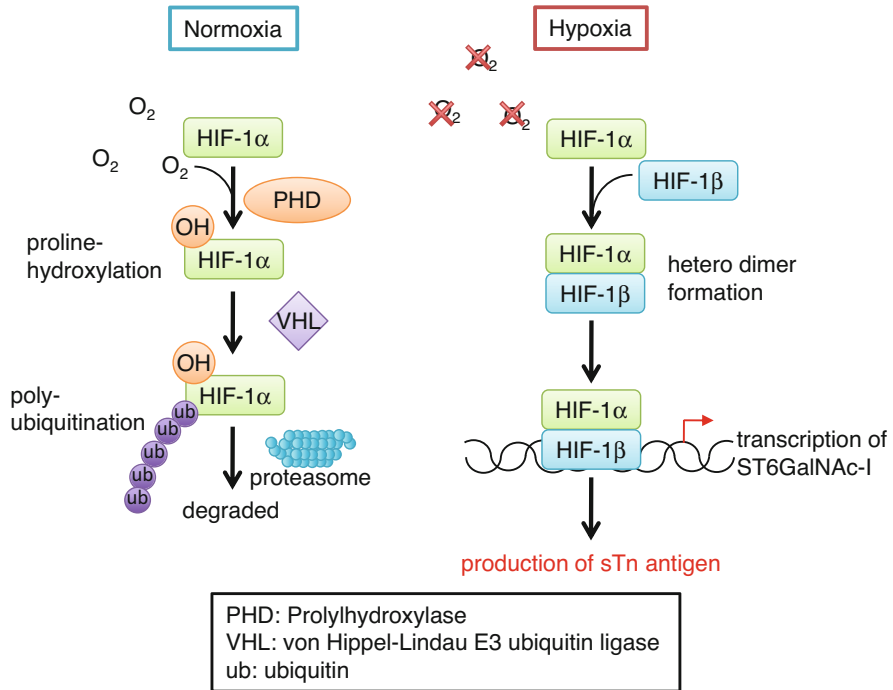 Normoxia
O2
O2
O2
HIF-1α
PHD
OH
proline-
hydroxylation
HIF-1α
VHL
OH
poly-
ubiquitination
HIF-1α
ub
ub
ub
ub
ub
proteasome
degraded
Hypoxia
O2
O2
O2
HIF-1α
HIF-1β
HIF-1α
HIF-1β
hetero dimer
formation
HIF-1α
HIF-1β
transcription of
ST6GalNAc-I
production of sTn antigen
PHD: Prolylhydroxylase
VHL: von Hippel-Lindau E3 ubiquitin ligase
ub: ubiquitin